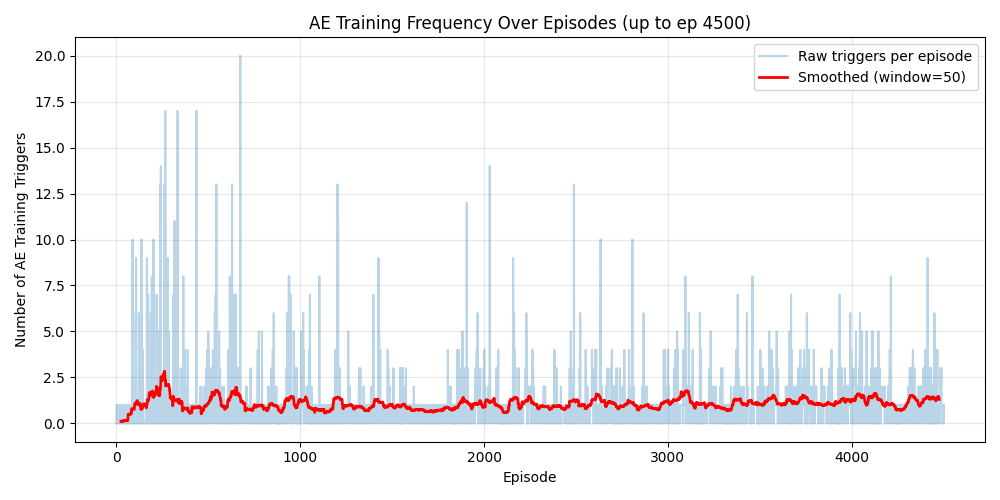 AE Training Frequency Over Episodes (up to ep 4500)
Raw triggers per episode
Smoothed (window=50)
Number of AE Training Triggers
20.0
17.5
15.0
12.5
10.0
7.5
5.0
2.5
0.0
0 1000 2000 3000 4000
Episode